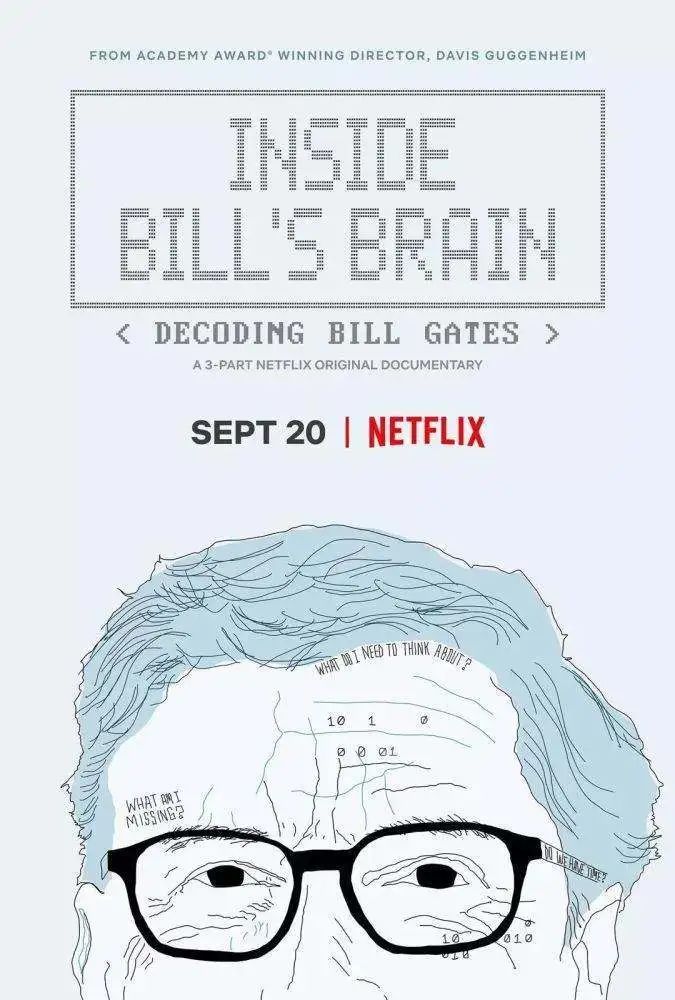 FROM ACADEMY AWARD® WINNING DIRECTOR, DAVIS GUGGENHEIM
INSIDE
BILL'S BRAIN
< DECODING BILL GATES >
A 3-PART NETFLIX ORIGINAL DOCUMENTARY
SEPT 20 | NETFLIX
WHAT DO I NEED TO THINK ABOUT?
10 1 0
0 0 01
WHAT AM I
MISSING?
DO WE HAVE TIME?
0
10 010
010